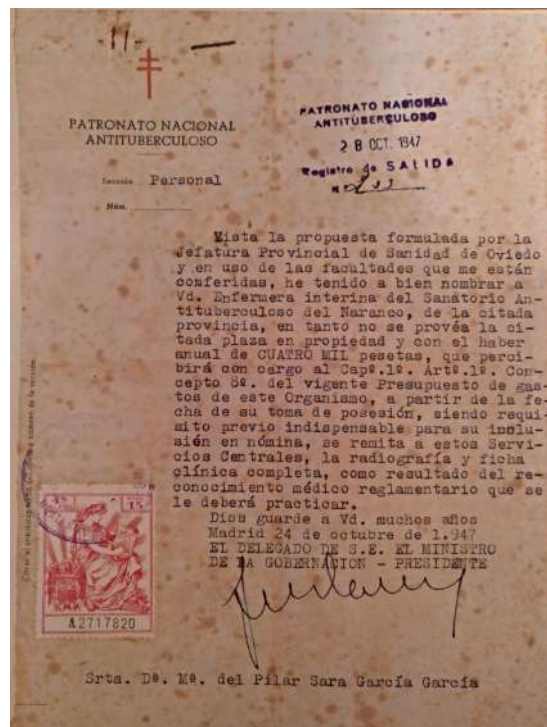 PATRONATO NACIONAL
ANTITUBERCULOSO
Sección Personal
Núm.
PATRONATO NACIONAL
ANTITUBERCULOSO
28 OCT. 1947
Registro de SALIDA
Vista la propuesta formulada por la
Jefatura Provincial de Sanidad de Oviedo
y en uso de las facultades que me están
conferidas, he tenido a bien nombrar a
Vd. Enfermera interina del Sanatorio An-
tituberculoso del Naranco, de la citada
provincia, en tanto no se provéa la ci-
tada plaza en propiedad y con el haber
anual de CUATRO MIL pesetas, que perci-
birá con cargo al Capº.1º. Artº.1º. Con-
cepto 8º. del vigente Presupuesto de gas-
tos de este Organismo, a partir de la fe-
cha de su toma de posesión, siendo requi-
sito previo indispensable para su inclu-
sión en nómina, se remita a estos Servi-
cios Centrales, la radiografía y ficha
clínica completa, como resultado del re-
conocimiento médico reglamentario que se
le deberá practicar.
Dios guarde a Vd. muchos años
Madrid 24 de octubre de 1.947
EL DELEGADO DE S.E. EL MINISTRO
DE LA GOBERNACION - PRESIDENTE
15
A2717820
Srta. Dª. Mª. del Pilar Sara García García